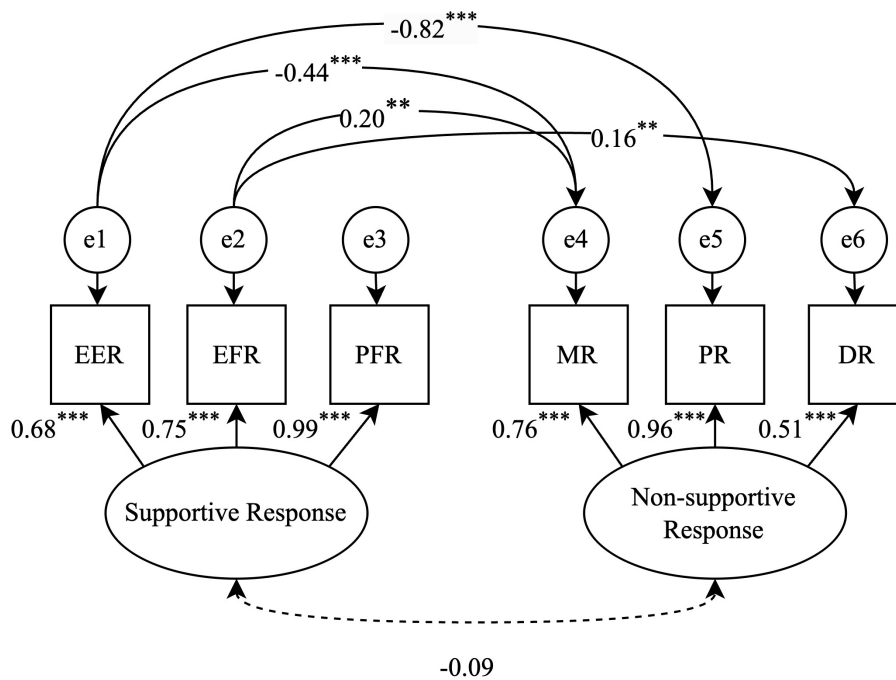 -0.82***
-0.44***
0.20**
0.16**
e1 e2 e3 e4 e5 e6
EER EFR PFR MR PR DR
0.68*** 0.75*** 0.99*** 0.76*** 0.96*** 0.51***
Supportive Response
Non-supportive
Response
-0.09